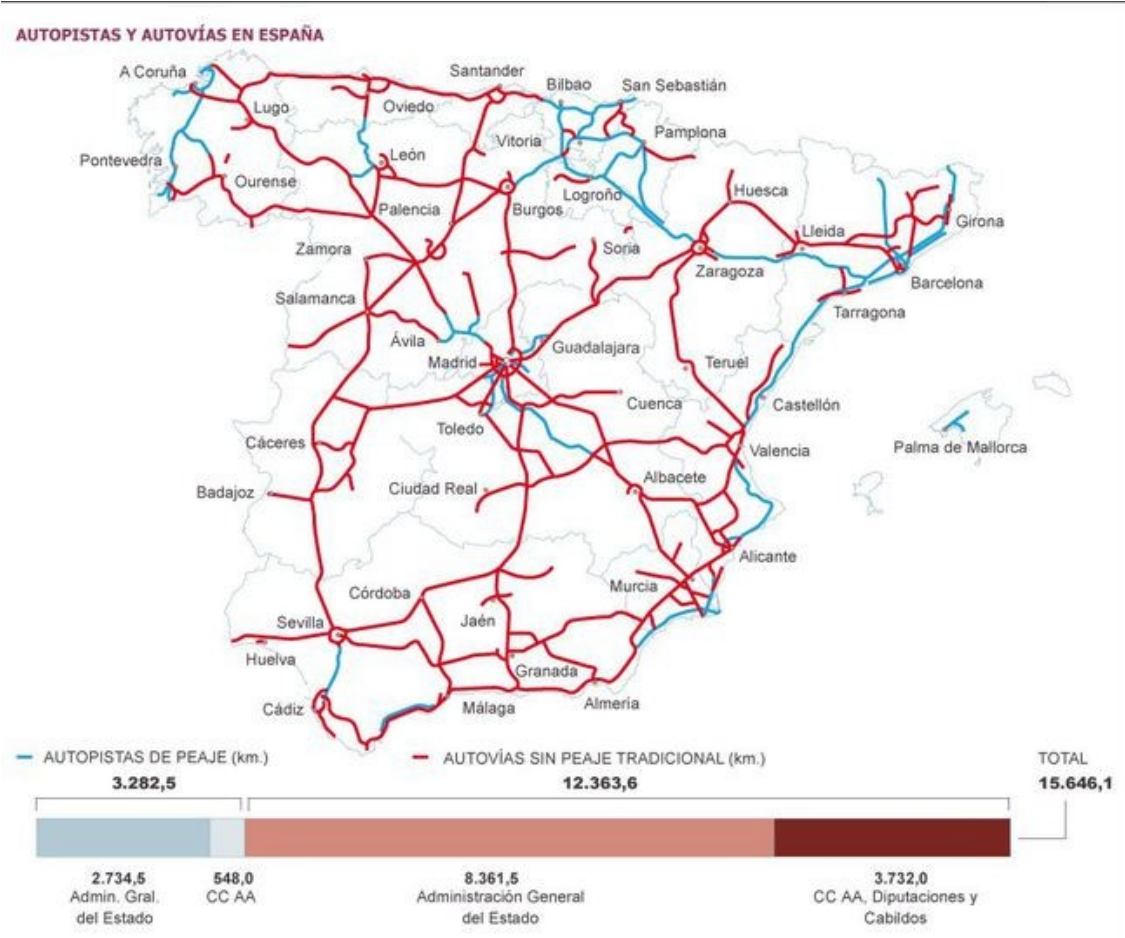 AUTOPISTAS Y AUTOVÍAS EN ESPAÑA
A Coruña
Santander
Bilbao
San Sebastián
Lugo
Oviedo
Vitoria
Pamplona
Pontevedra
León
Ourense
Logroño
Huesca
Palencia
Burgos
Girona
Lleida
Zamora
Soria
Zaragoza
Barcelona
Salamanca
Tarragona
Ávila
Madrid
Guadalajara
Teruel
Cuenca
Castellón
Toledo
Cáceres
Valencia
Palma de Mallorca
Albacete
Badajoz
Ciudad Real
Alicante
Murcia
Córdoba
Sevilla
Jaén
Huelva
Granada
Cádiz
Málaga
Almería
AUTOPISTAS DE PEAJE (km.)
3.282,5
AUTOVÍAS SIN PEAJE TRADICIONAL (km.)
12.363,6
TOTAL
15.646,1
2.734,5
Admin. Gral.
del Estado
548,0
CC AA
8.361,5
Administración General
del Estado
3.732,0
CC AA, Diputaciones y
Cabildos